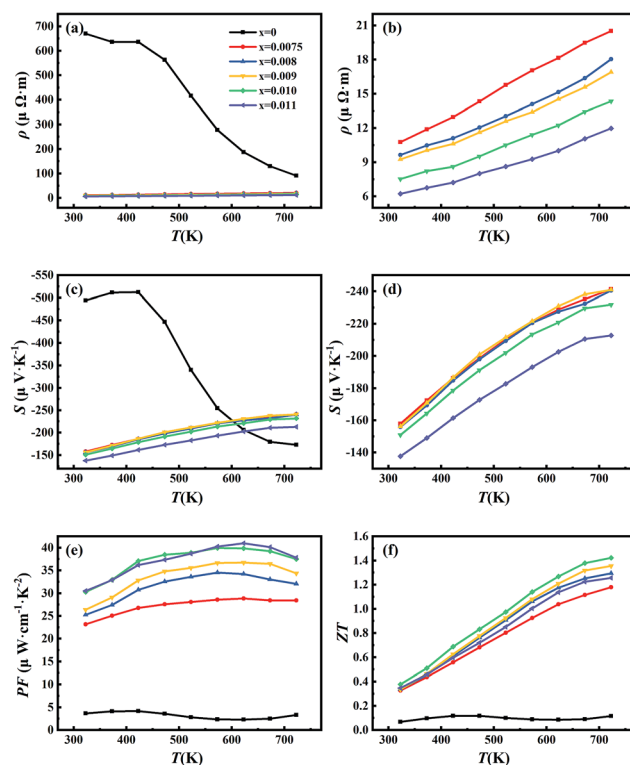 (a)
x=0
x=0.0075
x=0.008
x=0.009
x=0.010
x=0.011
700
600
500
400
300
200
100
0
ρ (μ Ω·m)
300 400 500 600 700
T(K)
(b)
21
18
15
12
9
6
ρ (μ Ω·m)
300 400 500 600 700
T(K)
(c)
-550
-500
-450
-400
-350
-300
-250
-200
-150
S (μ V·K⁻¹)
300 400 500 600 700
T(K)
(d)
-240
-220
-200
-180
-160
-140
S (μ V·K⁻¹)
300 400 500 600 700
T(K)
(e)
40
35
30
25
20
15
10
5
0
PF (μ W·cm⁻¹·K⁻²)
300 400 500 600 700
T(K)
(f)
1.6
1.4
1.2
1.0
0.8
0.6
0.4
0.2
0.0
ZT
300 400 500 600 700
T(K)